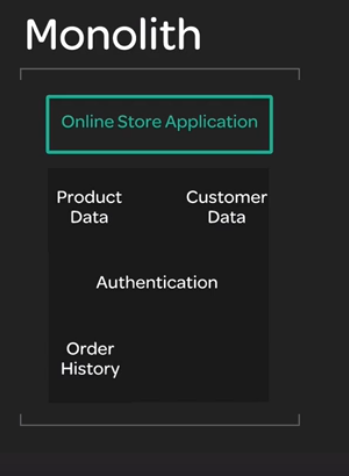 Monolith
Online Store Application
Product
Data
Customer
Data
Authentication
Order
History